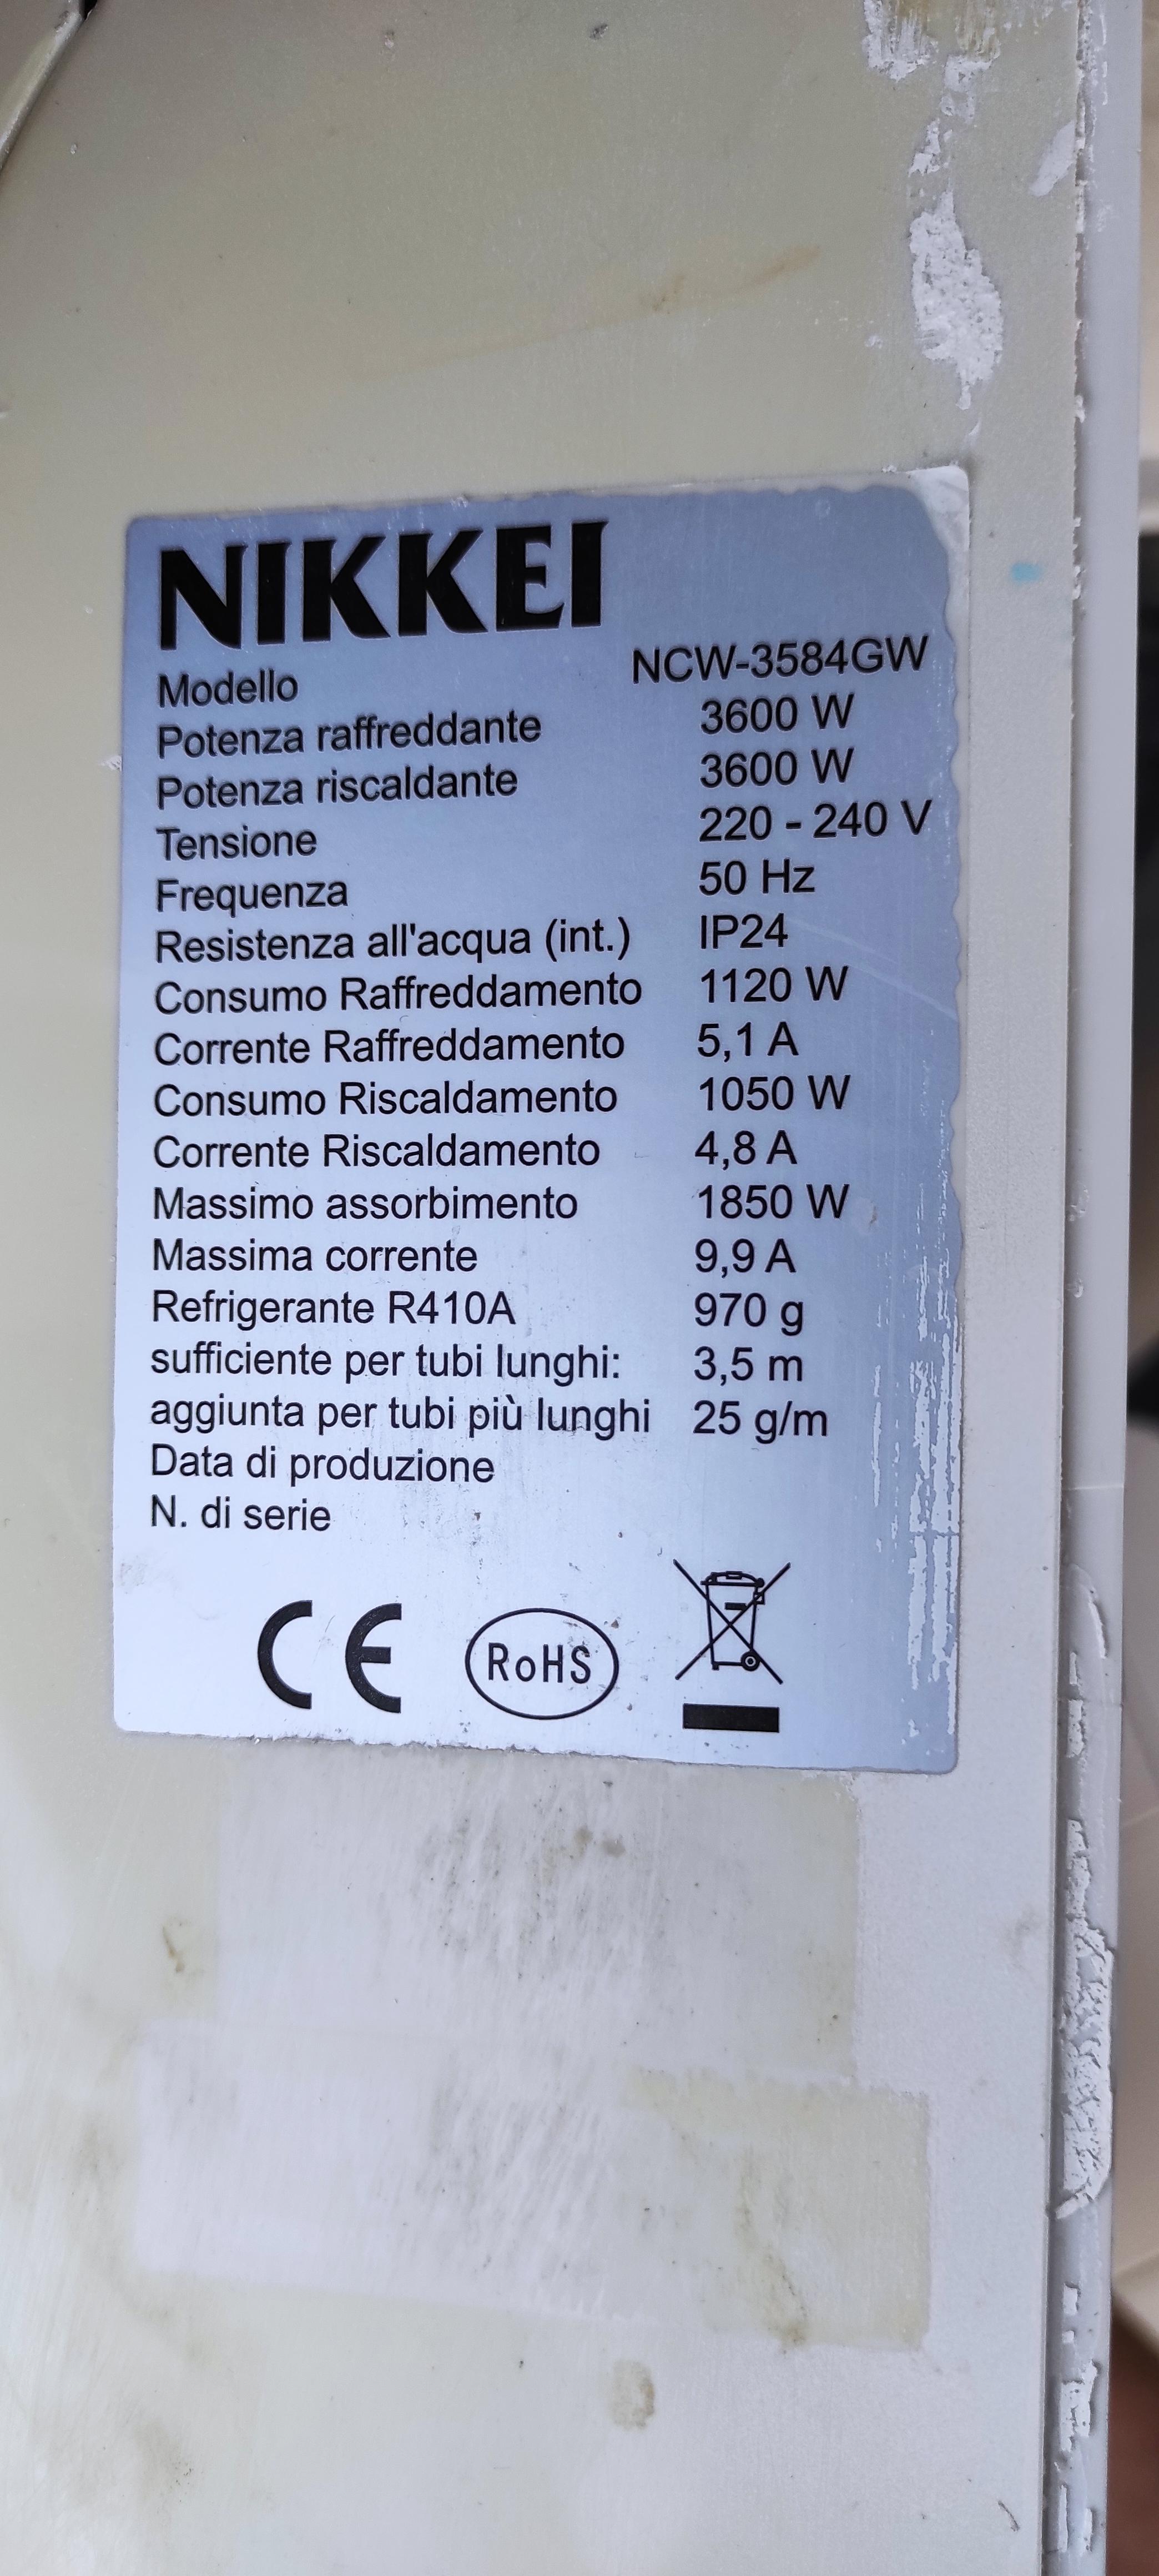 NIKKEI
Modello NCW-3584GW
Potenza raffreddante 3600 W
Potenza riscaldante 3600 W
Tensione 220 - 240 V
Frequenza 50 Hz
Resistenza all'acqua (int.) IP24
Consumo Raffreddamento 1120 W
Corrente Raffreddamento 5,1 A
Consumo Riscaldamento 1050 W
Corrente Riscaldamento 4,8 A
Massimo assorbimento 1850 W
Massima corrente 9,9 A
Refrigerante R410A 970 g
sufficiente per tubi lunghi: 3,5 m
aggiunta per tubi più lunghi 25 g/m
Data di produzione
N. di serie
CE RoHS